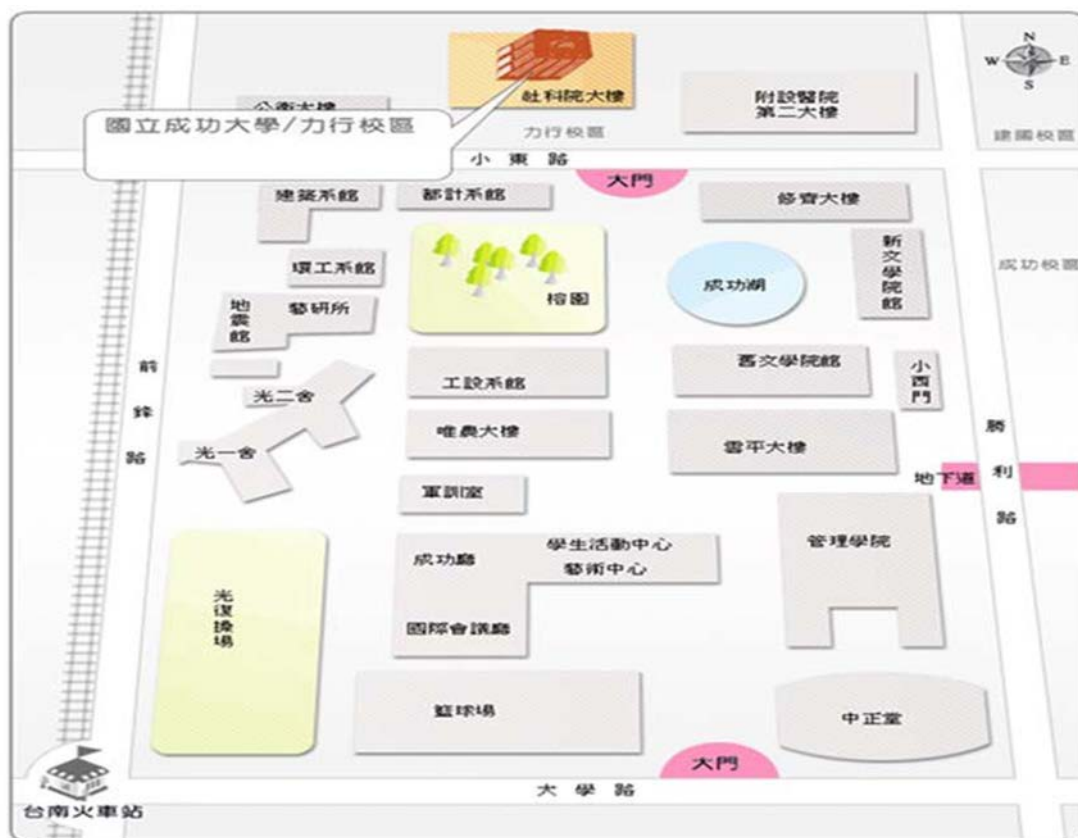 N
W E
S
社科院大樓
附設醫院
第二大樓
公衛大樓
國立成功大學/力行校區
力行校區
建國校區
小東路
大門
建築系館
都計系館
修齊大樓
環工系館
榕園
成功湖
新文學院館
成功校區
地震館
藝研所
前鋒路
光二舍
工設系館
舊文學院館
小西門
光一舍
唯農大樓
雲平大樓
勝利路
地下道
軍訓室
成功廳
學生活動中心
藝術中心
管理學院
光復操場
國際會議廳
籃球場
中正堂
大門
大學路
台南火車站